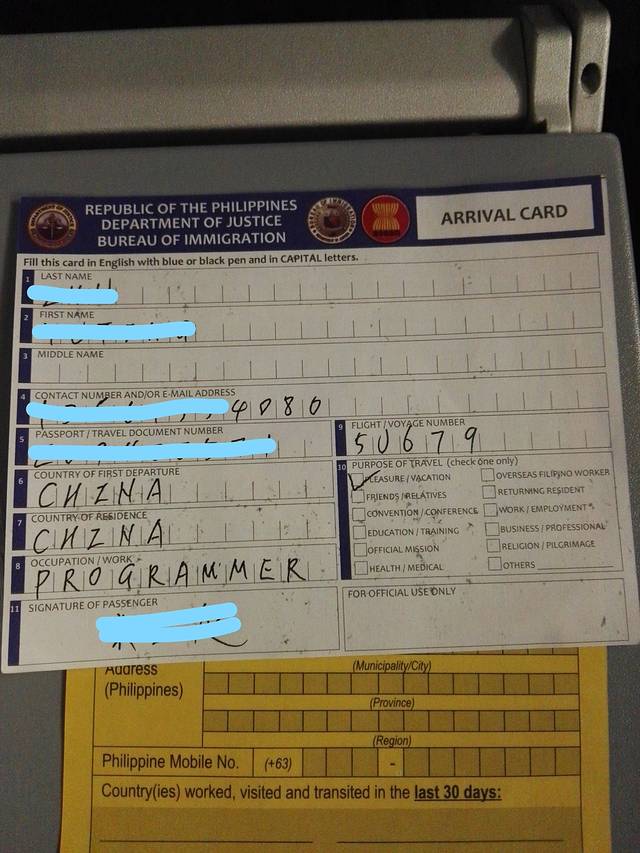 REPUBLIC OF THE PHILIPPINES
DEPARTMENT OF JUSTICE
BUREAU OF IMMIGRATION
ARRIVAL CARD
Fill this card in English with blue or black pen and in CAPITAL letters.
1 LAST NAME
2 FIRST NAME
3 MIDDLE NAME
4 CONTACT NUMBER AND/OR E-MAIL ADDRESS
4080
5 PASSPORT / TRAVEL DOCUMENT NUMBER
9 FLIGHT / VOYAGE NUMBER
5U679
6 COUNTRY OF FIRST DEPARTURE
CHINA
7 COUNTRY OF RESIDENCE
CHINA
8 OCCUPATION / WORK
PROGRAMMER
10 PURPOSE OF TRAVEL (check one only)
PLEASURE / VACATION
FRIENDS / RELATIVES
CONVENTION / CONFERENCE
EDUCATION / TRAINING
OFFICIAL MISSION
HEALTH / MEDICAL
OVERSEAS FILIPINO WORKER
RETURNING RESIDENT
WORK / EMPLOYMENT
BUSINESS / PROFESSIONAL
RELIGION / PILGRIMAGE
OTHERS
11 SIGNATURE OF PASSENGER
FOR OFFICIAL USE ONLY
Address
(Philippines)
(Municipality/City)
(Province)
(Region)
Philippine Mobile No. (+63) -
Country(ies) worked, visited and transited in the last 30 days: